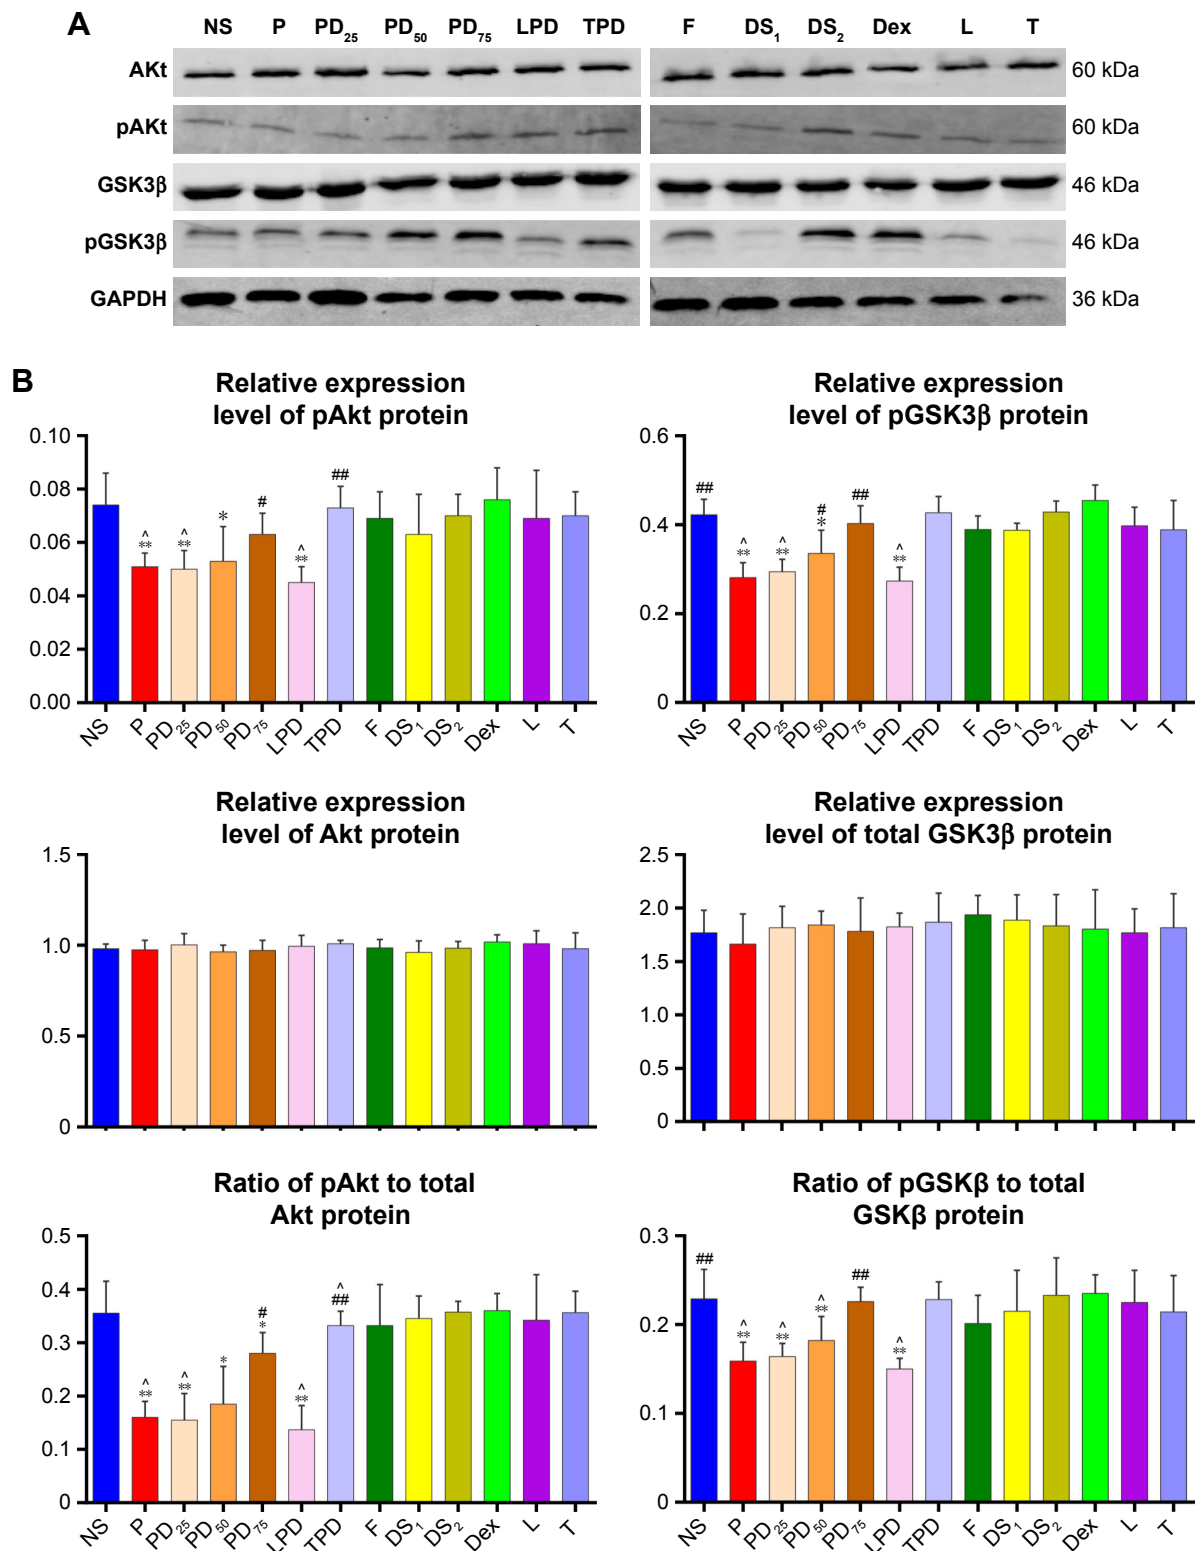 A
NS P PD25 PD50 PD75 LPD TPD F DS1 DS2 Dex L T
AKt 60 kDa
pAKt 60 kDa
GSK3β 46 kDa
pGSK3β 46 kDa
GAPDH 36 kDa
B
Relative expression
level of pAkt protein
0.10
0.08
0.06
0.04
0.02
0.00
^
**
^
**
*
#
^
**
##
NS P PD25 PD50 PD75 LPD TPD F DS1 DS2 Dex L T
Relative expression
level of pGSK3β protein
0.6
0.4
0.2
0
##
^
**
^
**
#
*
##
^
**
NS P PD25 PD50 PD75 LPD TPD F DS1 DS2 Dex L T
Relative expression
level of Akt protein
1.5
1.0
0.5
0
Relative expression
level of total GSK3β protein
2.5
2.0
1.5
1.0
0.5
0
Ratio of pAkt to total
Akt protein
0.5
0.4
0.3
0.2
0.1
0
^
**
^
**
*
#
*
^
**
^
##
NS P PD25 PD50 PD75 LPD TPD F DS1 DS2 Dex L T
Ratio of pGSKβ to total
GSKβ protein
0.3
0.2
0.1
0
##
^
**
^
**
^
**
##
^
**
NS P PD25 PD50 PD75 LPD TPD F DS1 DS2 Dex L T